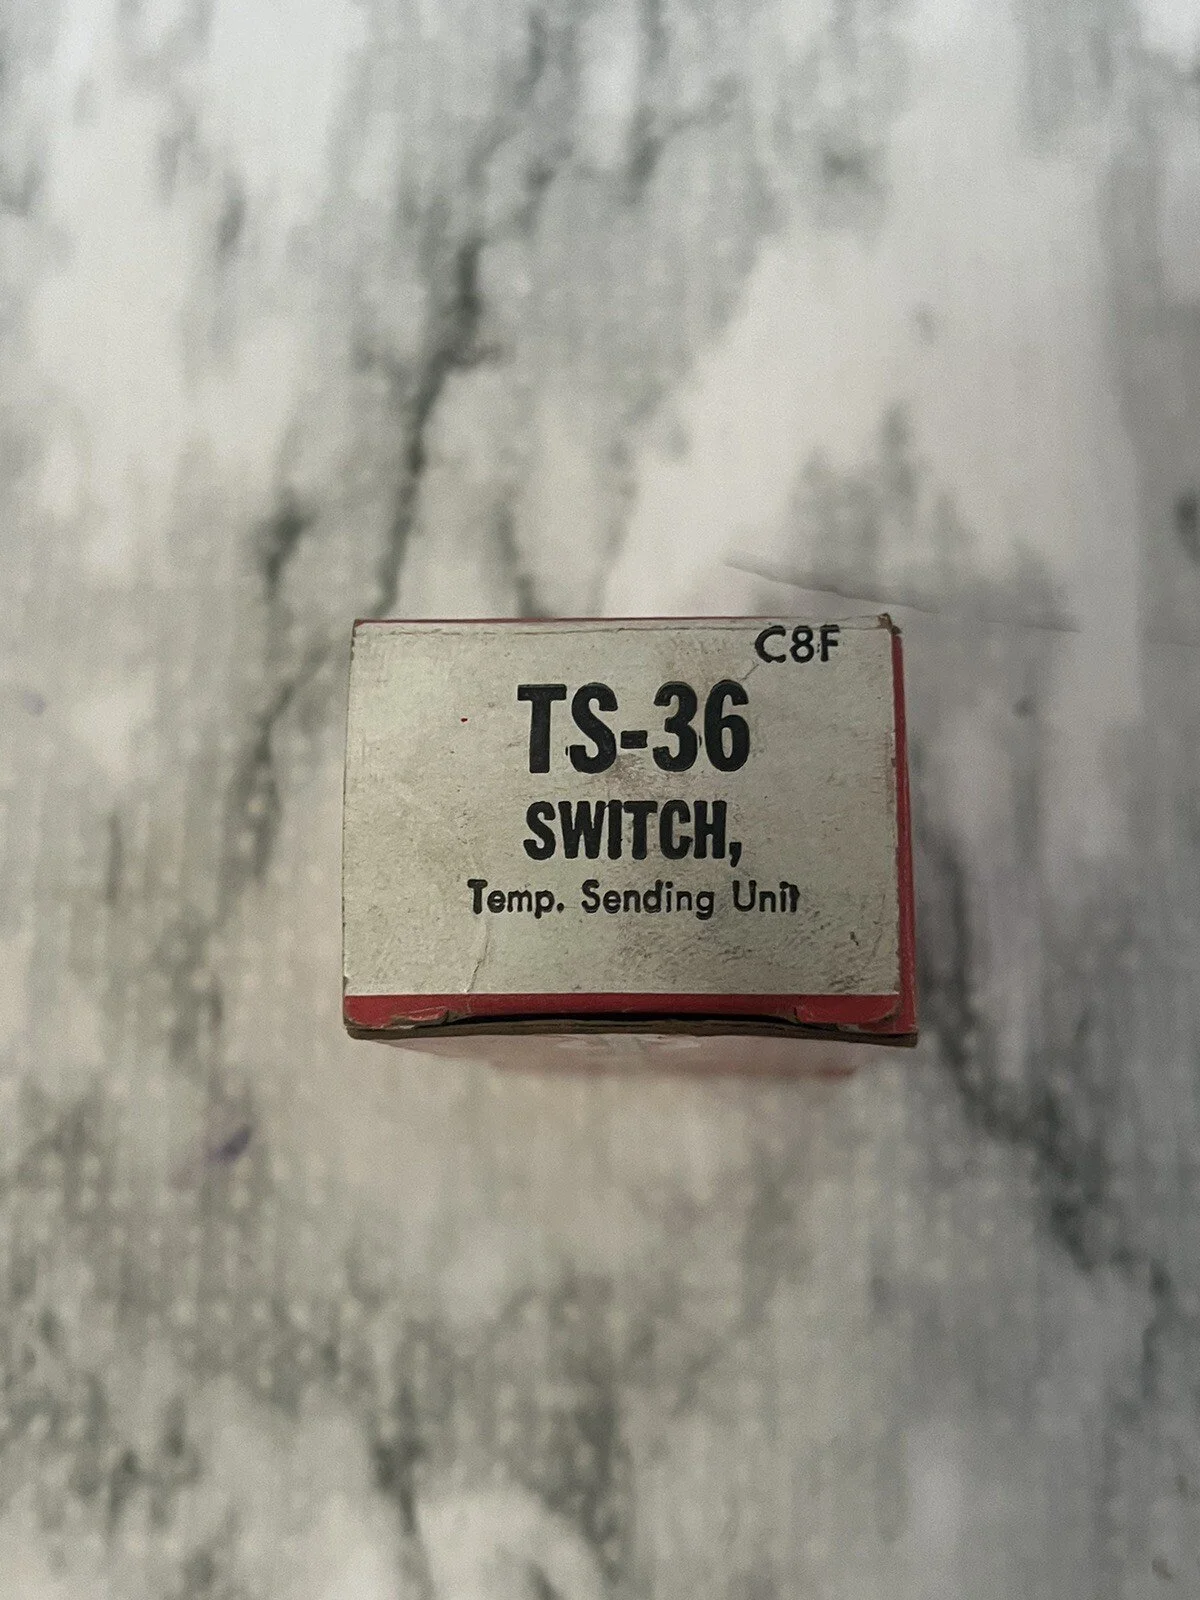 C8F
TS-36
SWITCH,
Temp. Sending Unit